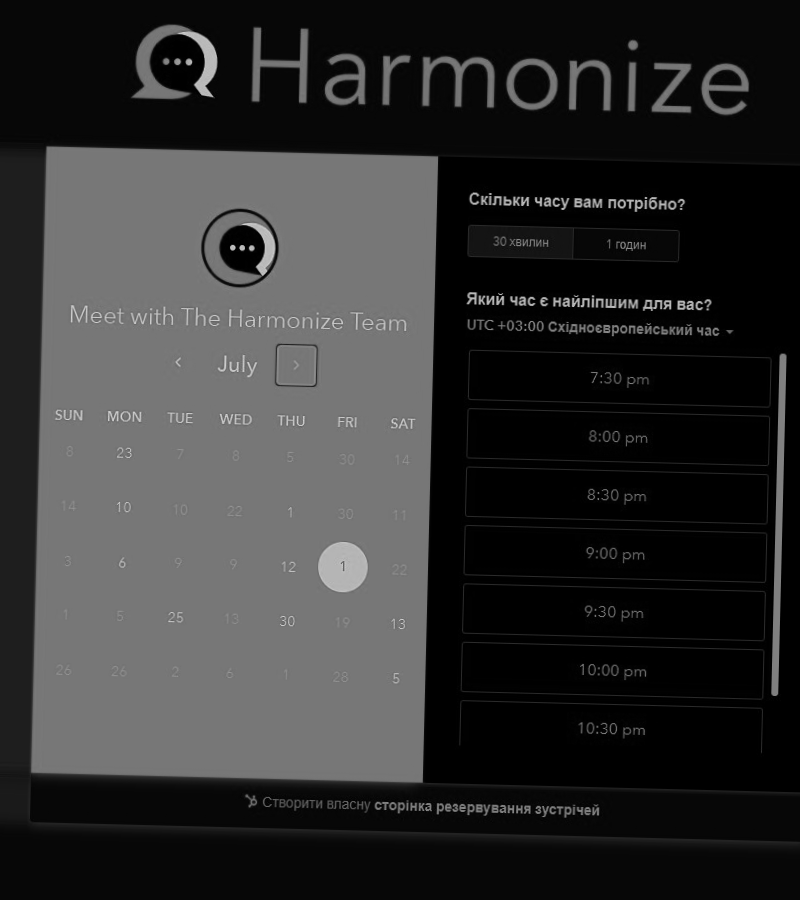 Harmonize
Meet with The Harmonize Team
July
SUN MON TUE WED THU FRI SAT
8 23 7 8 5 30 14
14 10 10 22 1 30 11
3 6 9 9 12 1 22
1 5 25 13 30 19 13
26 26 2 6 1 28 5
Скільки часу вам потрібно?
30 хвилин 1 годин
Який час є найліпшим для вас?
UTC +03:00 Східноєвропейський час
7:30 pm
8:00 pm
8:30 pm
9:00 pm
9:30 pm
10:00 pm
10:30 pm
Створити власну сторінка резервування зустрічей